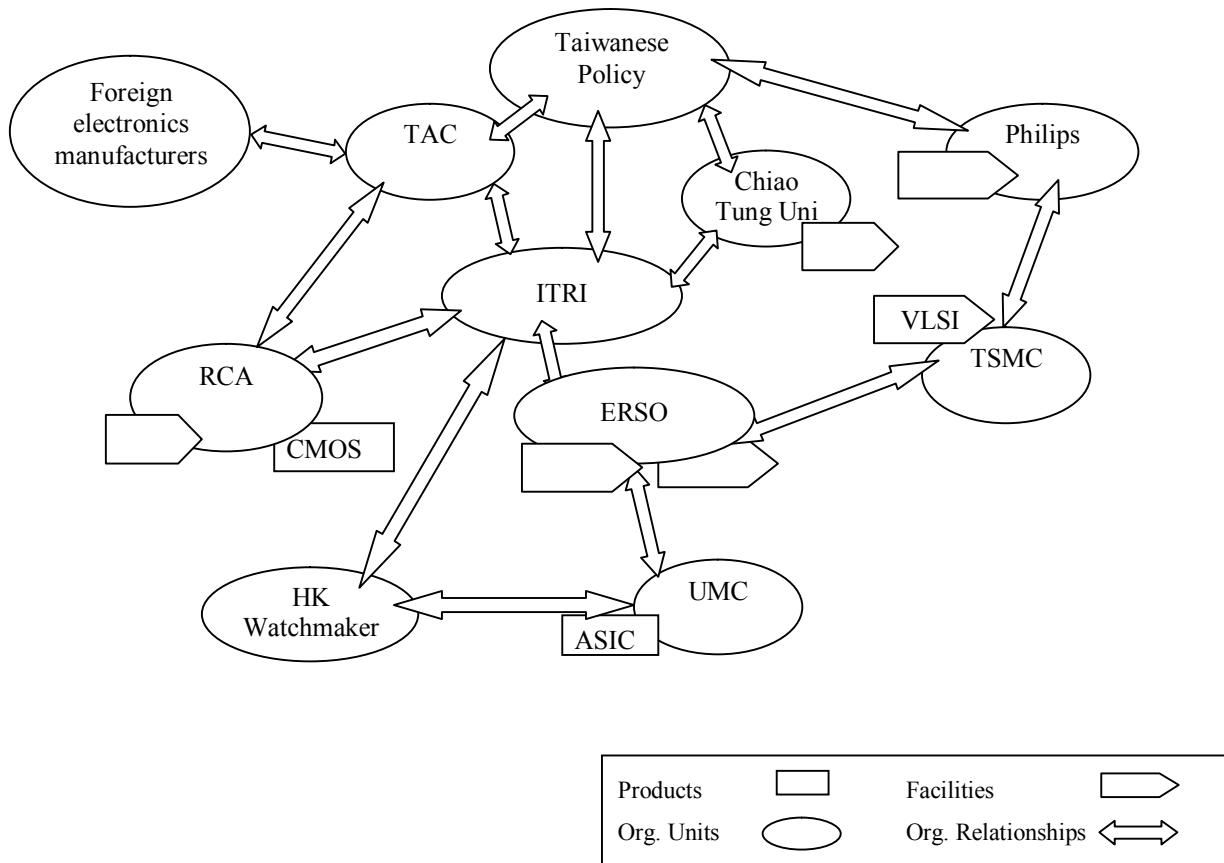 Taiwanese
Policy
Foreign
electronics
manufacturers
TAC
Philips
Chiao
Tung Uni
ITRI
VLSI
TSMC
RCA
ERSO
CMOS
HK
Watchmaker
UMC
ASIC
Products
Facilities
Org. Units
Org. Relationships